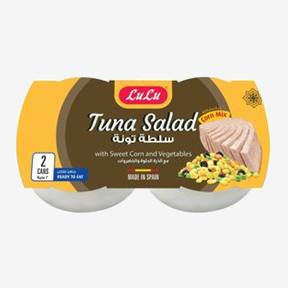 LuLu
Tuna Salad
Corn Mix
سلطة تونة
with Sweet Corn and Vegetables
مع الذرة الحلوة والخضروات
2
CANS
READY TO EAT
MADE IN SPAIN